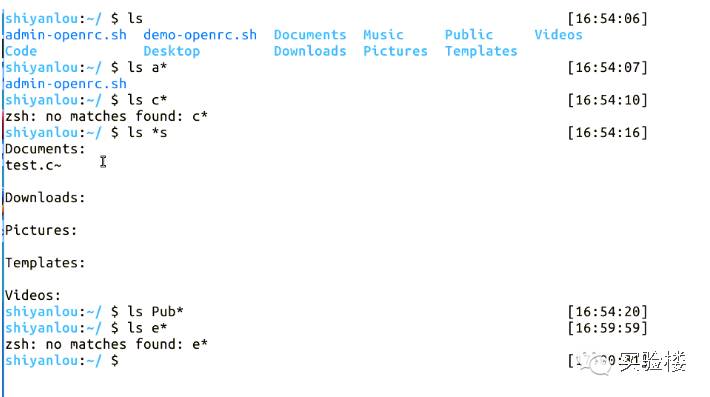 shiyanlou:~/ $ ls [16:54:06]
admin-openrc.sh demo-openrc.sh Documents Music Public Videos
Code Desktop Downloads Pictures Templates
shiyanlou:~/ $ ls a* [16:54:07]
admin-openrc.sh
shiyanlou:~/ $ ls c* [16:54:10]
zsh: no matches found: c*
shiyanlou:~/ $ ls *s [16:54:16]
Documents:
test.c~
Downloads:
Pictures:
Templates:
Videos:
shiyanlou:~/ $ ls Pub* [16:54:20]
shiyanlou:~/ $ ls e* [16:59:59]
zsh: no matches found: e*
shiyanlou:~/ $
实验楼